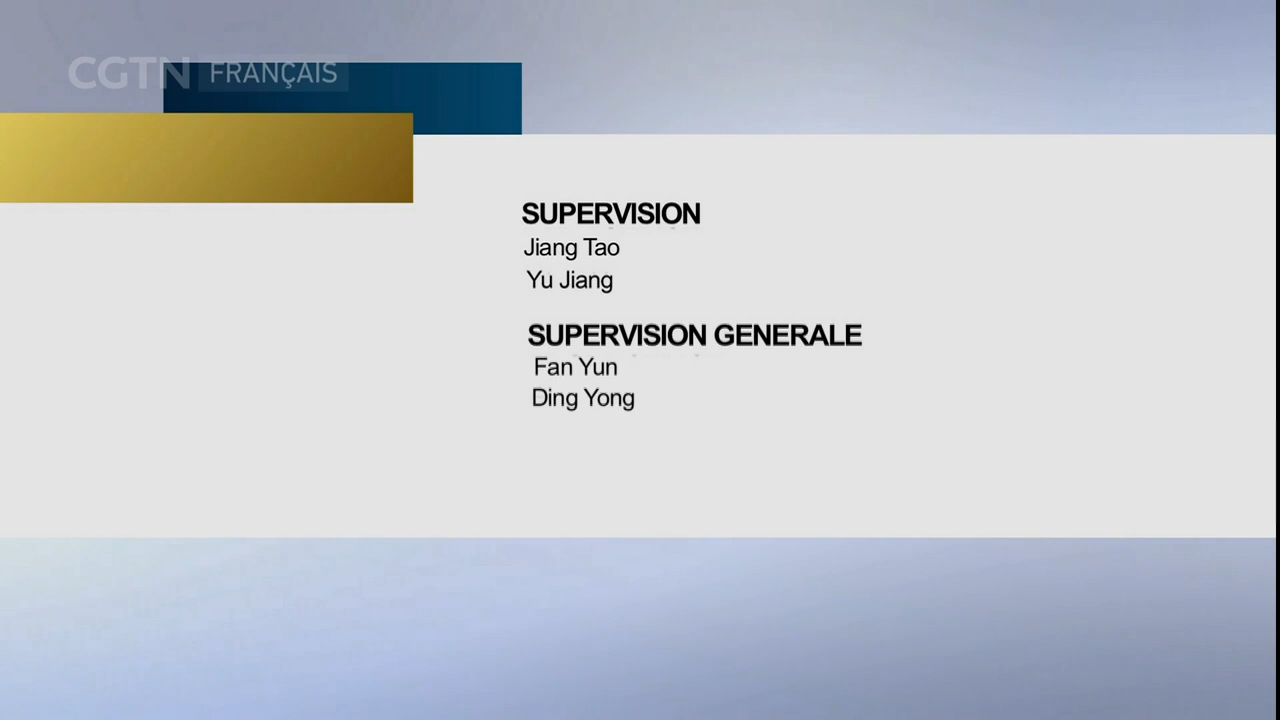 CGTN FRANÇAIS
SUPERVISION
Jiang Tao
Yu Jiang
SUPERVISION GENERALE
Fan Yun
Ding Yong